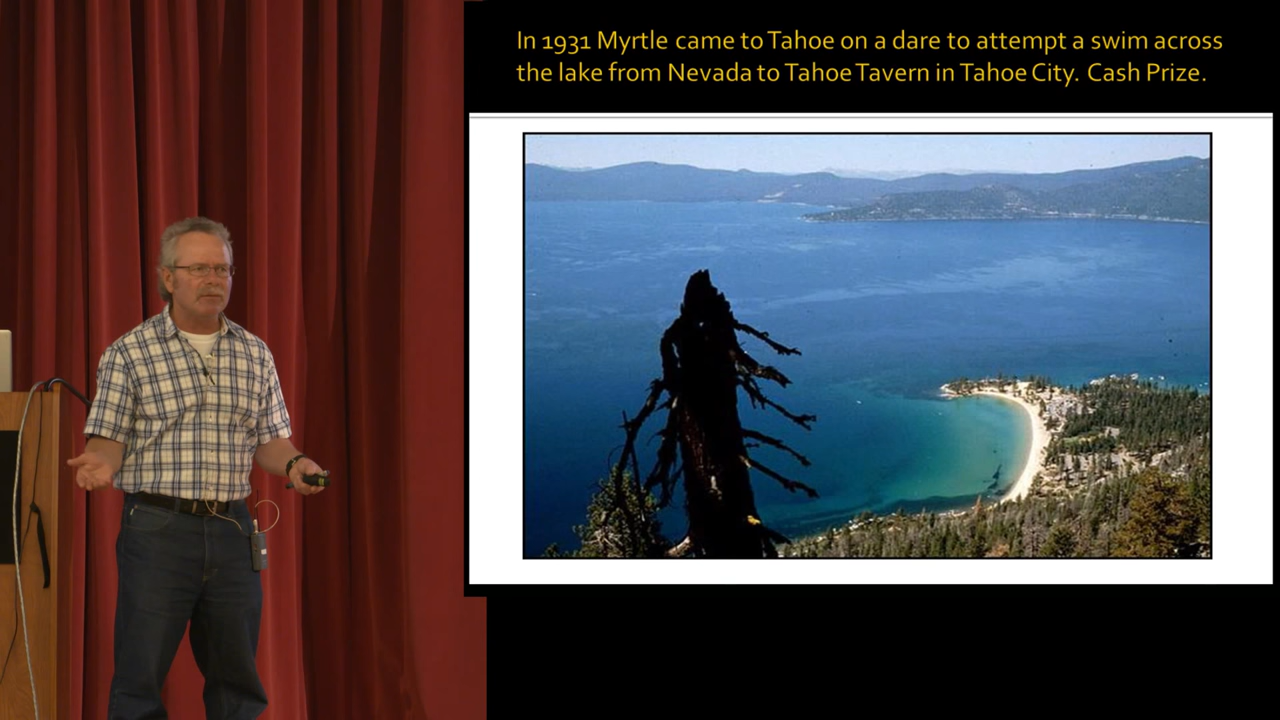 In 1931 Myrtle came to Tahoe on a dare to attempt a swim across
the lake from Nevada to Tahoe Tavern in Tahoe City. Cash Prize.